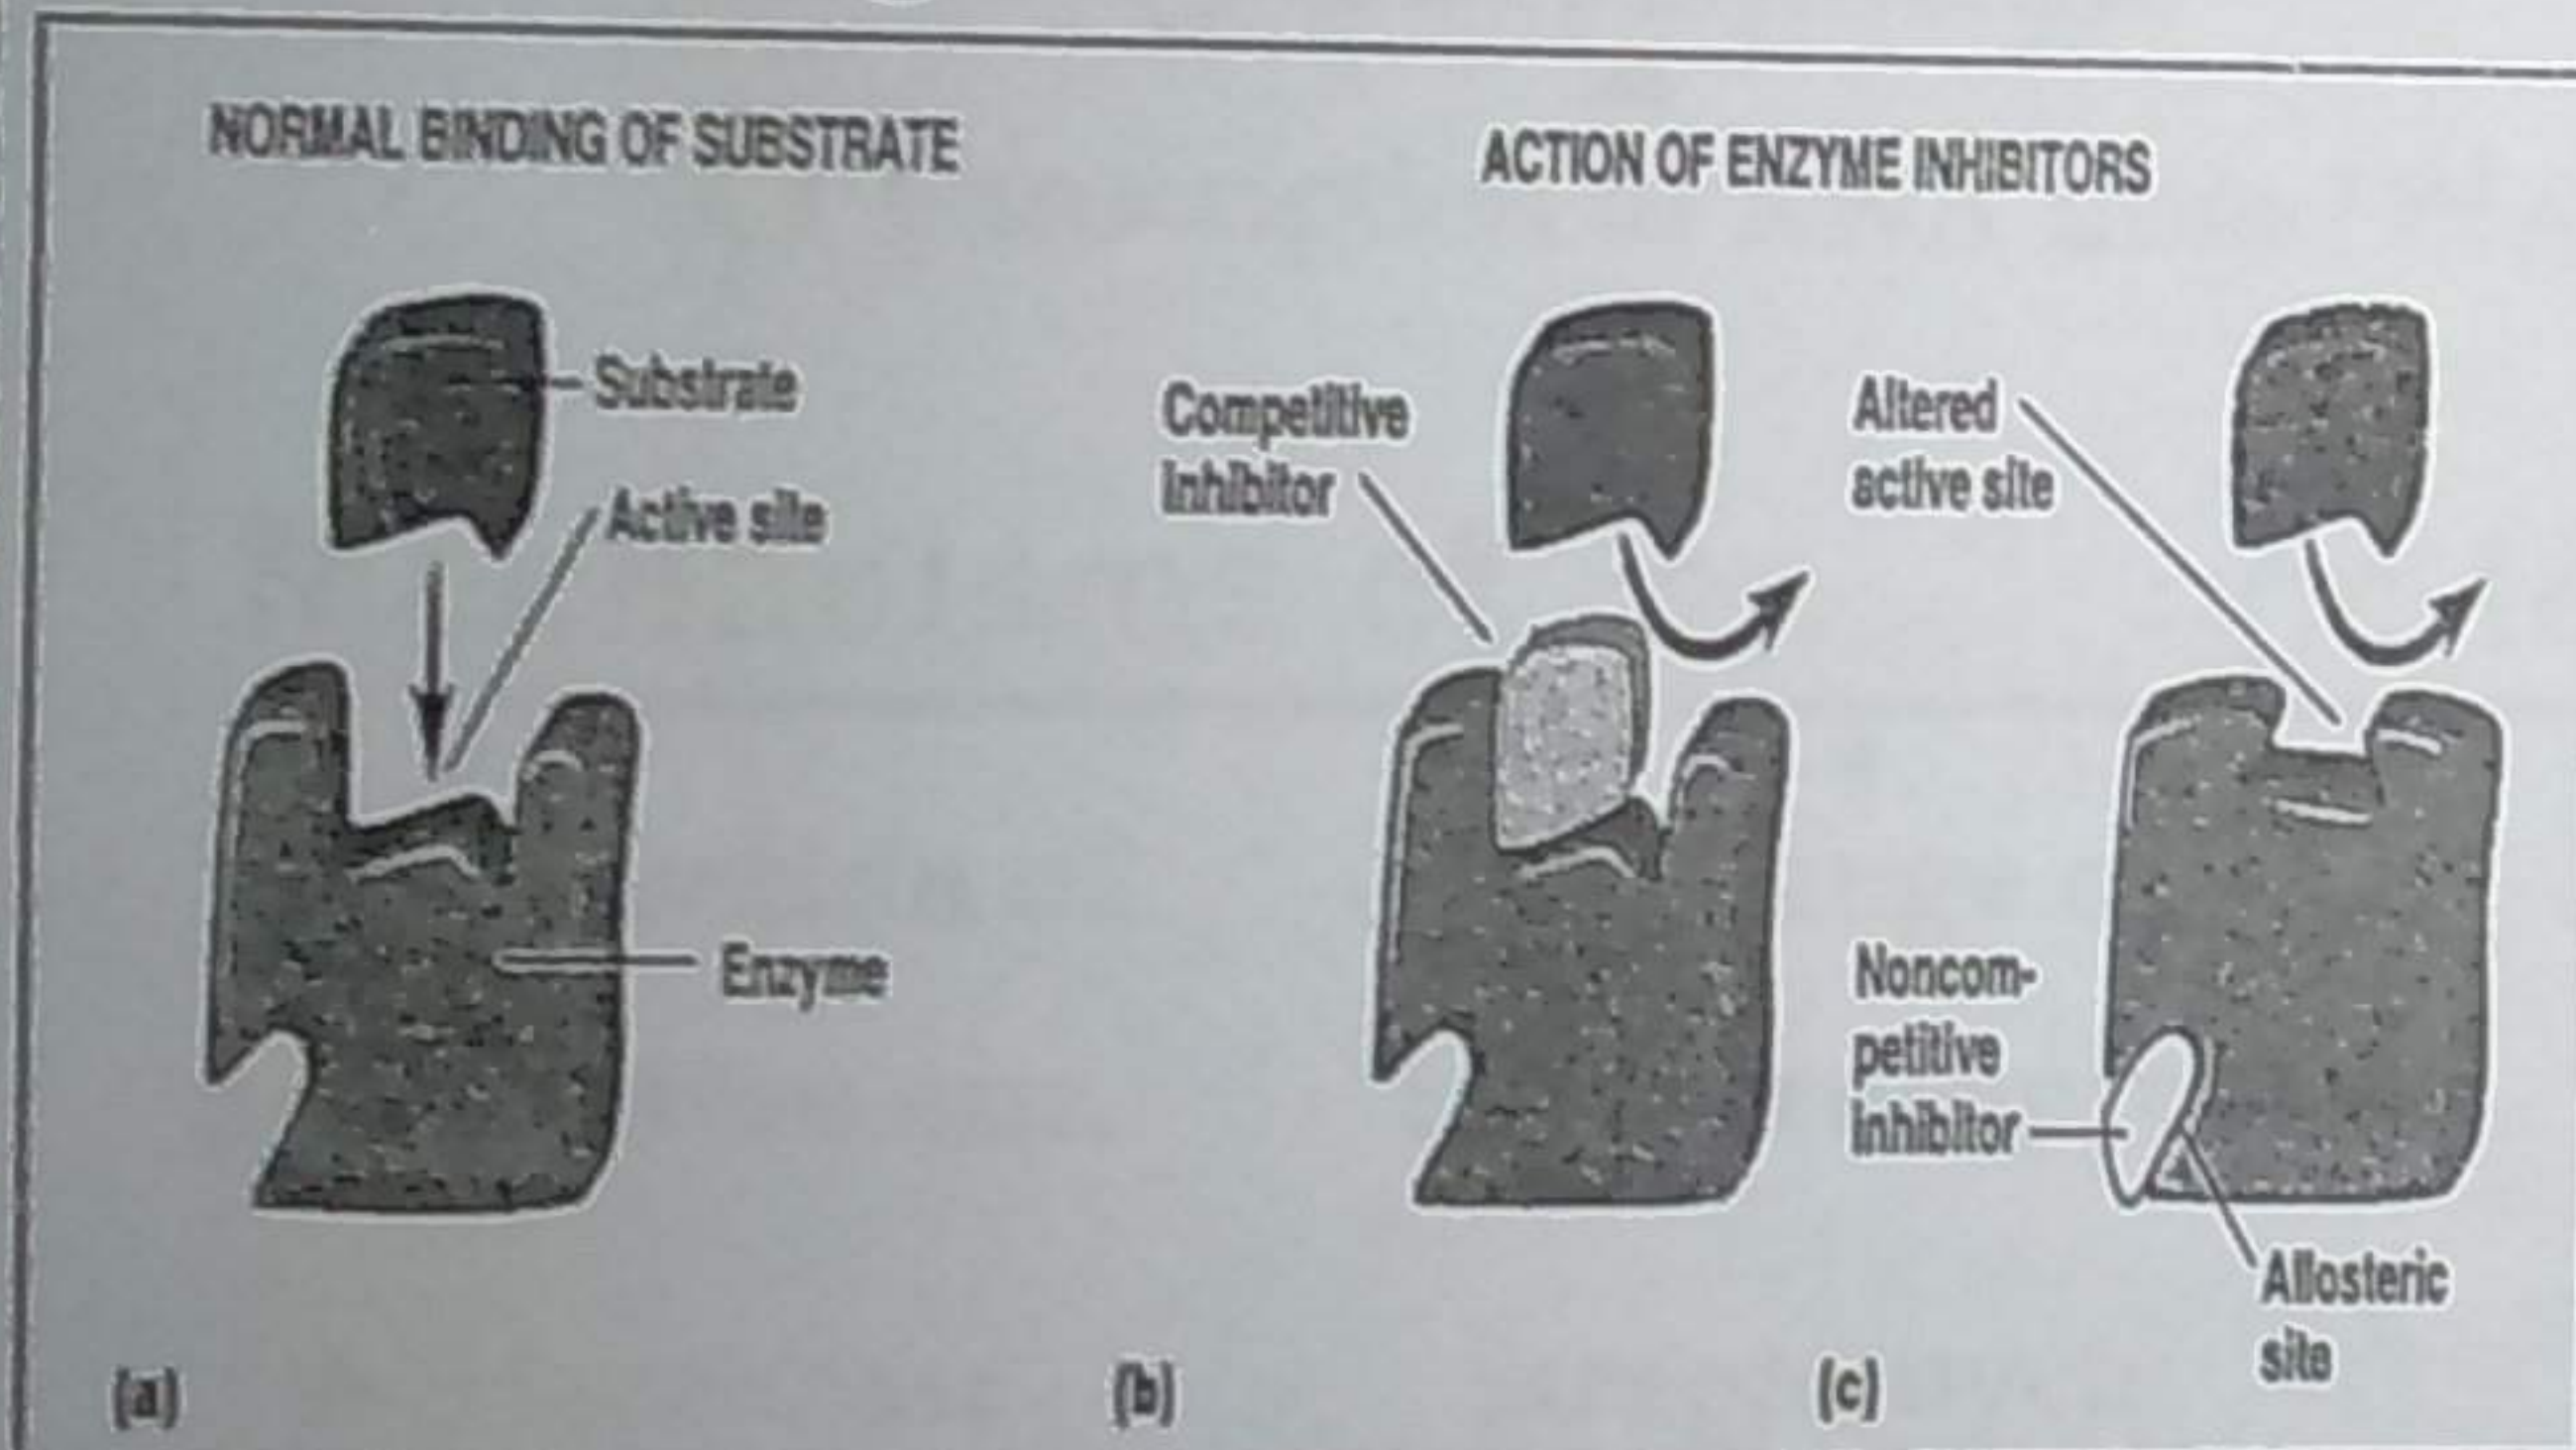 NORMAL BINDING OF SUBSTRATE
ACTION OF ENZYME INHIBITORS
Substrate
Active site
Enzyme
(a)
Competitive
inhibitor
(b)
Altered
active site
Noncom-
petitive
inhibitor
Allosteric
site
(c)